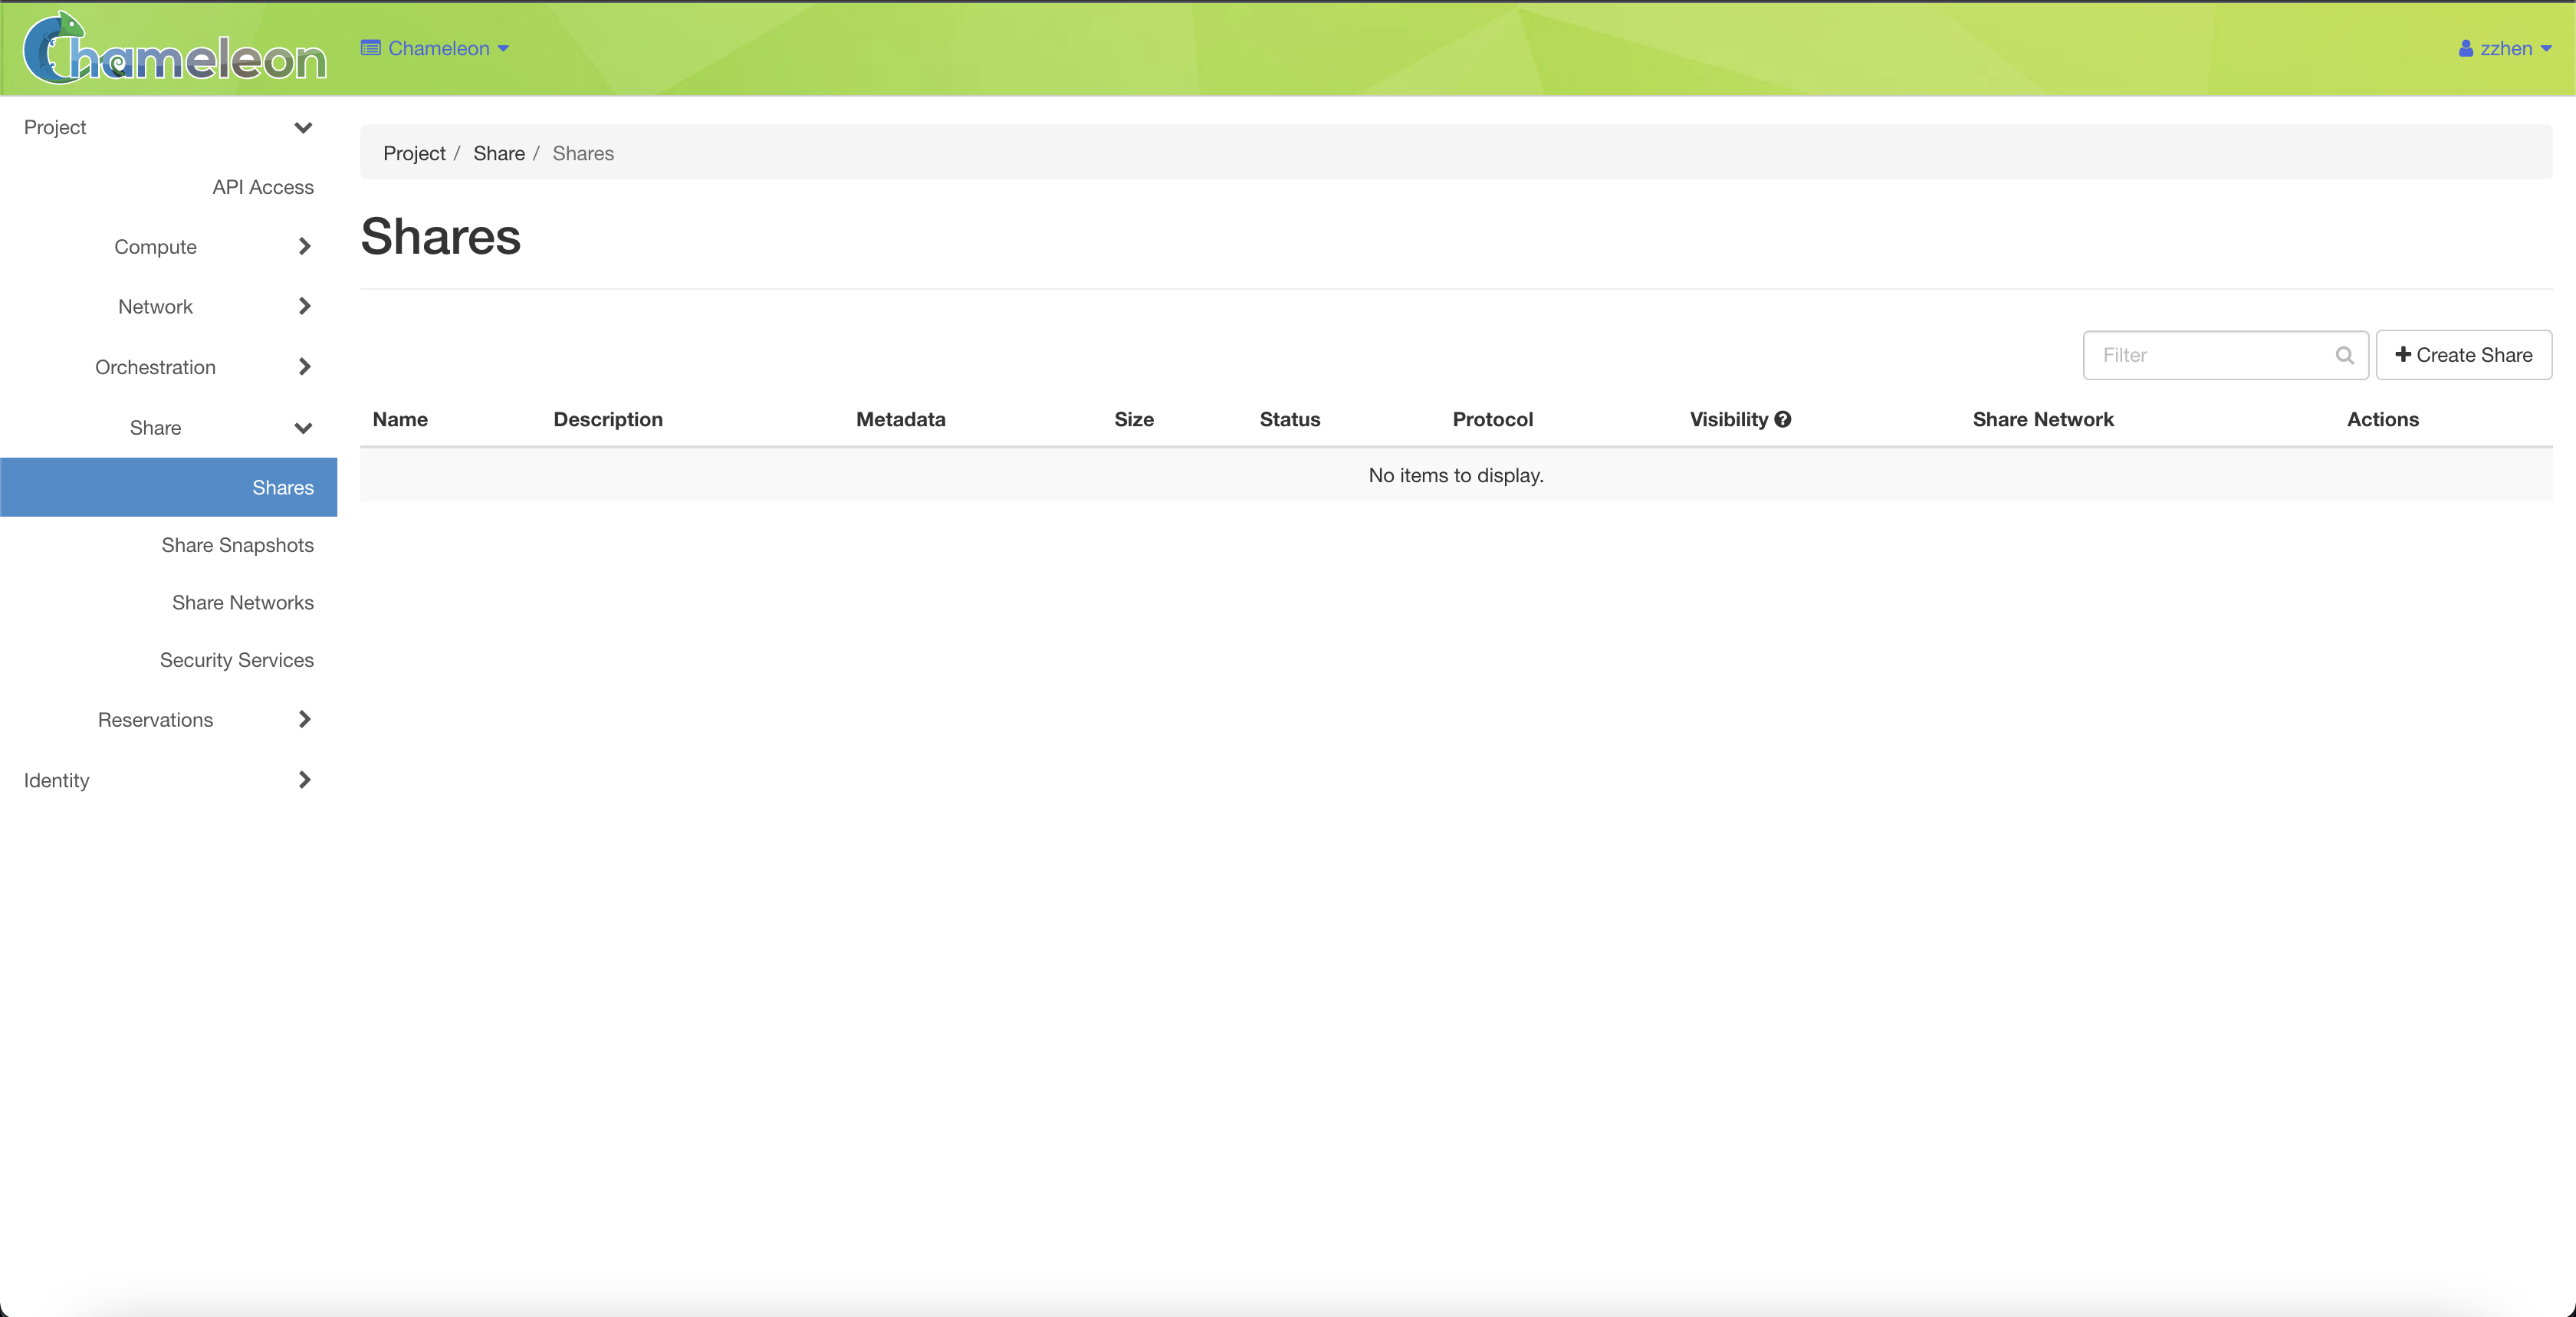 Chameleon
Chameleon
zzhen
Project
API Access
Compute
Network
Orchestration
Share
Shares
Share Snapshots
Share Networks
Security Services
Reservations
Identity
Project / Share / Shares
Shares
Filter
Create Share
Name Description Metadata Size Status Protocol Visibility Share Network Actions
No items to display.